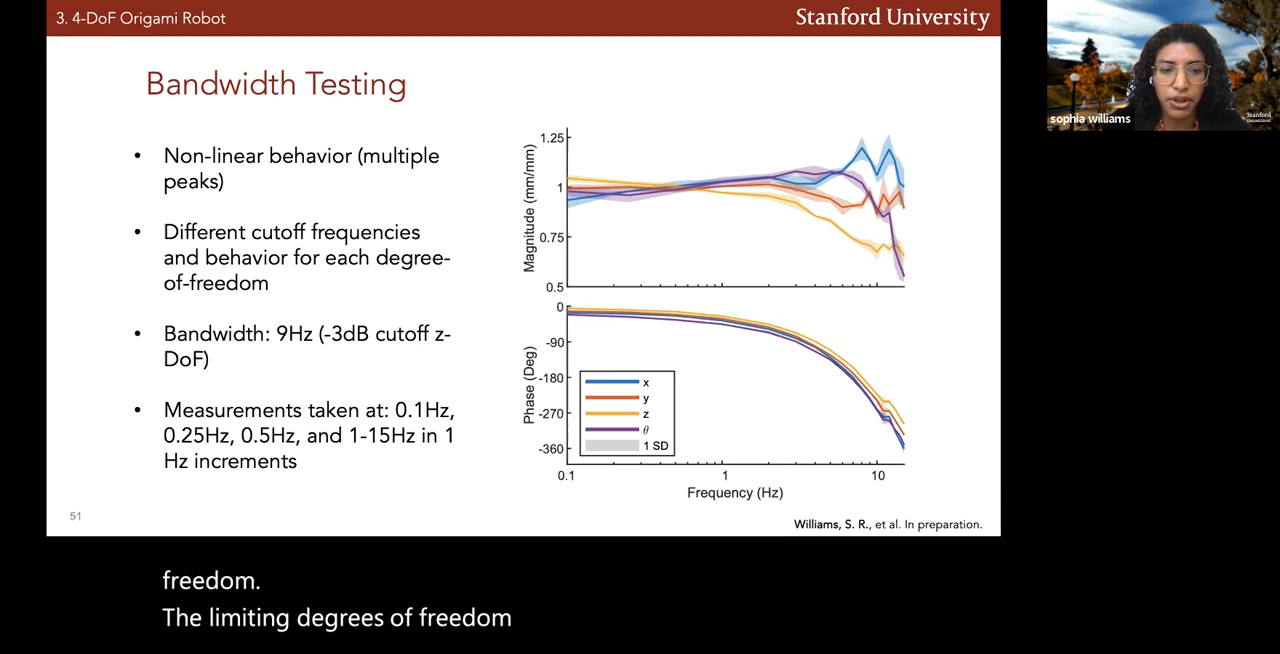 3. 4-DoF Origami Robot
Stanford University
Bandwidth Testing
• Non-linear behavior (multiple
peaks)
• Different cutoff frequencies
and behavior for each degree-
of-freedom
• Bandwidth: 9Hz (-3dB cutoff z-
DoF)
• Measurements taken at: 0.1Hz,
0.25Hz, 0.5Hz, and 1-15Hz in 1
Hz increments
51
Magnitude (mm/mm)
1.25
1
0.75
0.5
Phase (Deg)
0
-90
-180
-270
-360
x
y
z
θ
1 SD
0.1
1
10
Frequency (Hz)
Williams, S. R., et al. In preparation.
sophia williams
Stanford
ENGINEERING
freedom.
The limiting degrees of freedom